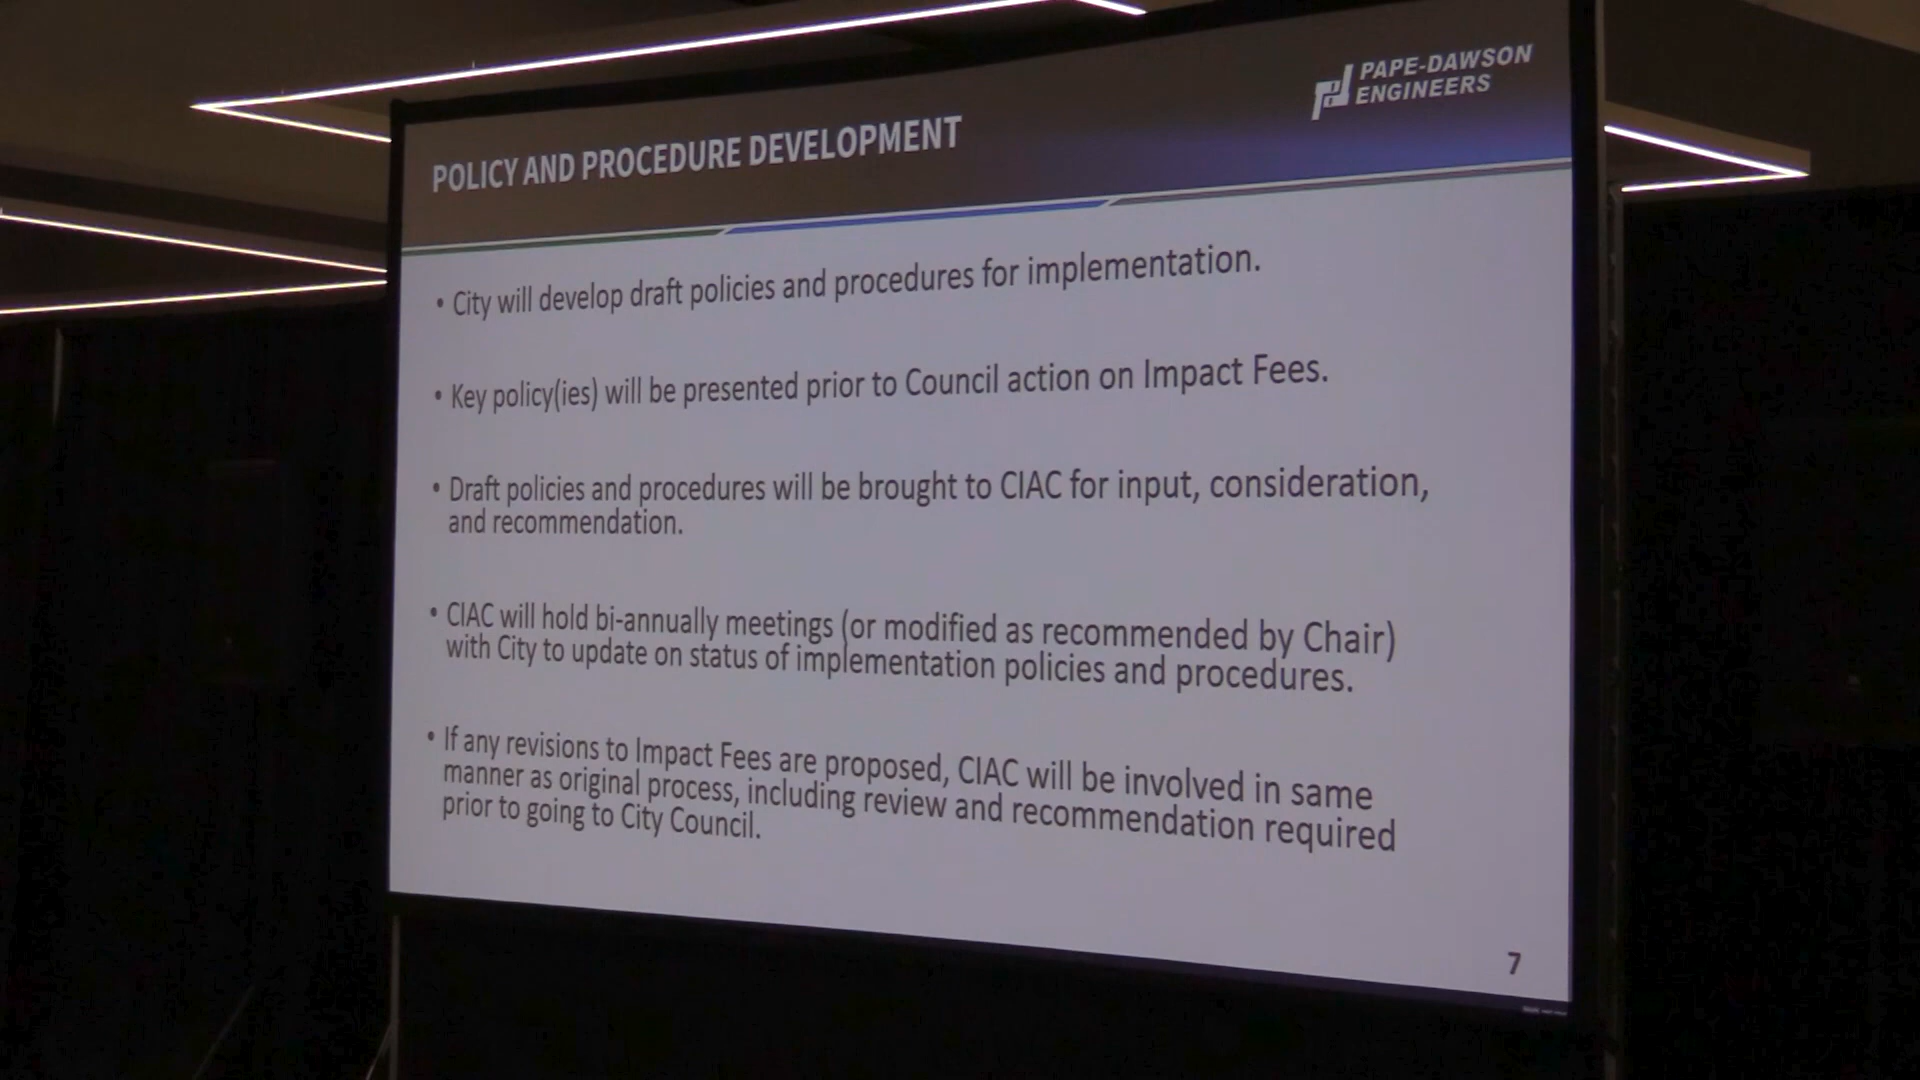 PAPE-DAWSON
ENGINEERS
POLICY AND PROCEDURE DEVELOPMENT
• City will develop draft policies and procedures for implementation.
• Key policy(ies) will be presented prior to Council action on Impact Fees.
• Draft policies and procedures will be brought to CIAC for input, consideration,
and recommendation.
• CIAC will hold bi-annually meetings (or modified as recommended by Chair)
with City to update on status of implementation policies and procedures.
• If any revisions to Impact Fees are proposed, CIAC will be involved in same
manner as original process, including review and recommendation required
prior to going to City Council.
7